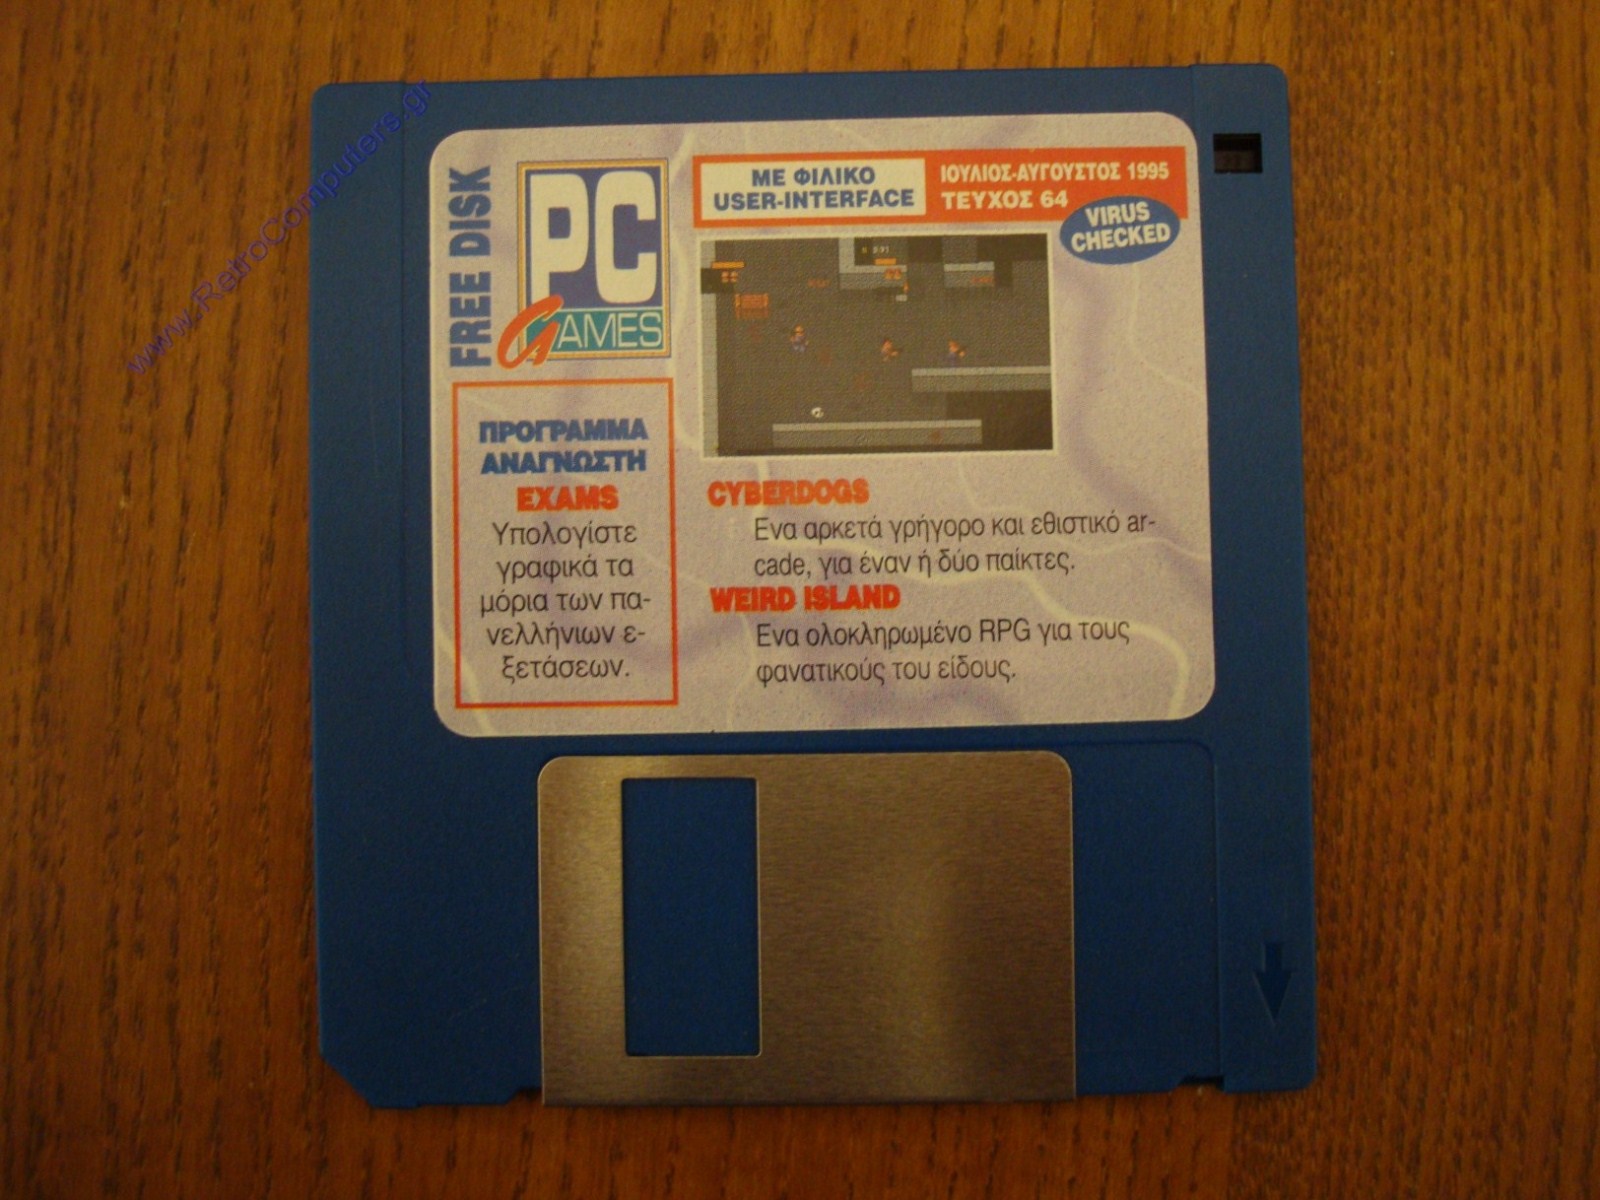 www.RetroComputers.gr
FREE DISK
PC
GAMES
ΜΕ ΦΙΛΙΚΟ
USER-INTERFACE
ΙΟΥΛΙΟΣ-ΑΥΓΟΥΣΤΟΣ 1995
ΤΕΥΧΟΣ 64
VIRUS
CHECKED
ΠΡΟΓΡΑΜΜΑ
ΑΝΑΓΝΩΣΤΗ
EXAMS
Υπολογίστε
γραφικά τα
μόρια των πα-
νελλήνιων ε-
ξετάσεων.
CYBERDOGS
Ενα αρκετά γρήγορο και εθιστικό ar-
cade, για έναν ή δύο παίκτες.
WEIRD ISLAND
Ενα ολοκληρωμένο RPG για τους
φανατικούς του είδους.